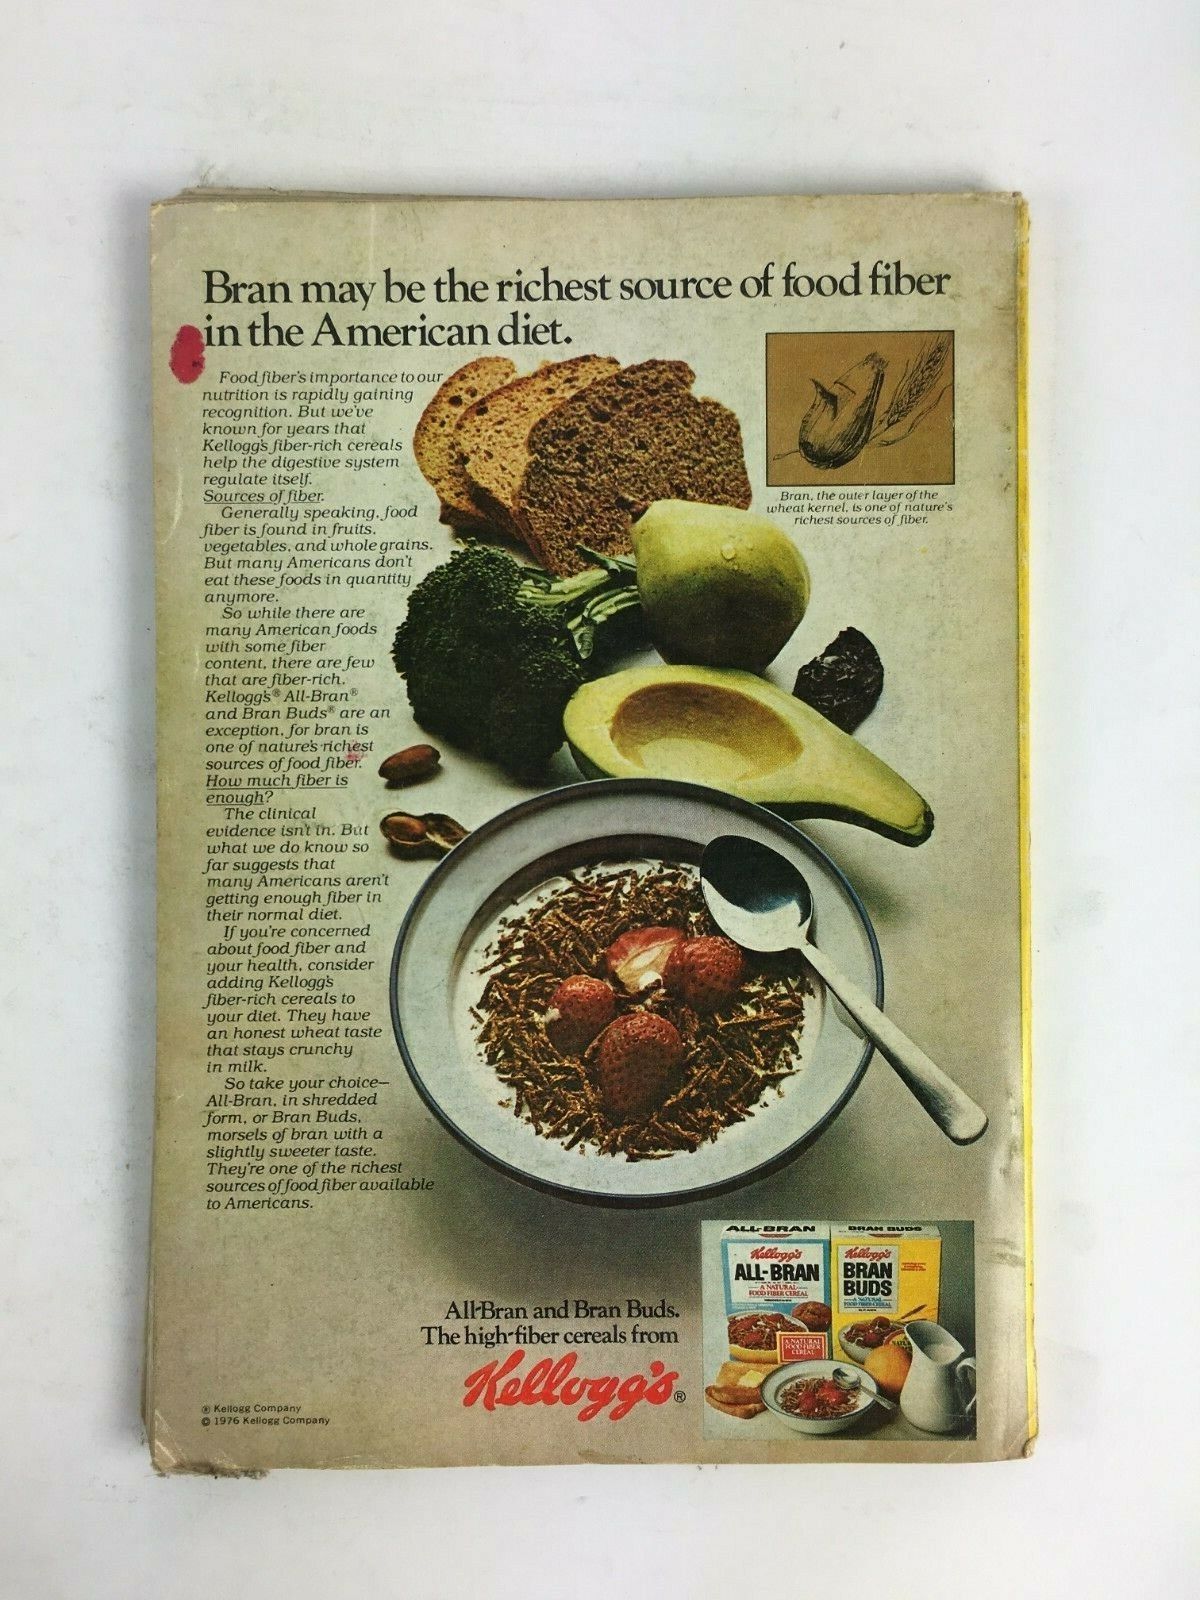 Bran may be the richest source of food fiber
in the American diet.
Food fiber's importance to our
nutrition is rapidly gaining
recognition. But we've
known for years that
Kellogg's fiber-rich cereals
help the digestive system
regulate itself.
Sources of fiber.
Generally speaking, food
fiber is found in fruits,
vegetables, and whole grains.
But many Americans don't
eat these foods in quantity
anymore.
So while there are
many American foods
with some fiber
content, there are few
that are fiber-rich.
Kellogg's® All-Bran®
and Bran Buds® are an
exception, for bran is
one of nature's richest
sources of food fiber.
How much fiber is
enough?
The clinical
evidence isn't in. But
what we do know so
far suggests that
many Americans aren't
getting enough fiber in
their normal diet.
If you're concerned
about food fiber and
your health, consider
adding Kellogg's
fiber-rich cereals to
your diet. They have
an honest wheat taste
that stays crunchy
in milk.
So take your choice—
All-Bran, in shredded
form, or Bran Buds,
morsels of bran with a
slightly sweeter taste.
They're one of the richest
sources of food fiber available
to Americans.
Bran, the outer layer of the
wheat kernel, is one of nature's
richest sources of fiber.
All-Bran and Bran Buds.
The high-fiber cereals from
Kellogg's®
ALL-BRAN
Kellogg's
ALL-BRAN
A NATURAL
FOOD FIBER CEREAL
A NATURAL
FOOD FIBER
CEREAL
BRAN BUDS
Kellogg's
BRAN
BUDS
A NATURAL
FOOD FIBER CEREAL
® Kellogg Company
© 1976 Kellogg Company